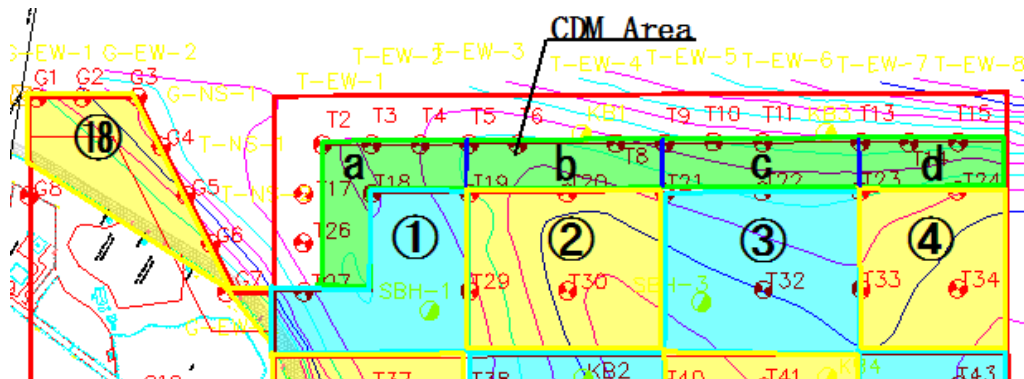 CDM Area
G-EW-1 G-EW-2 T-EW-2 T-EW-3 T-EW-4 T-EW-5 T-EW-6 T-EW-7 T-EW-8
T-EW-1
G1 G2 G3 G-NS-1
T2 T3 T4 T5 T6 KB1 T9 T10 T11 KB3 T13 T15
⑱ G4 T-NS-1
a b T8 c d
G8 G5 T-NS- T17 T18 T19 T20 T21 T22 T23 T24
G6 T26 ① ② ③ ④
G7 T27 SBH-1 T29 T30 SBH-3 T32 T33 T34
G-EW-
T37 T38 KB2 T40 T41 KB4 T43